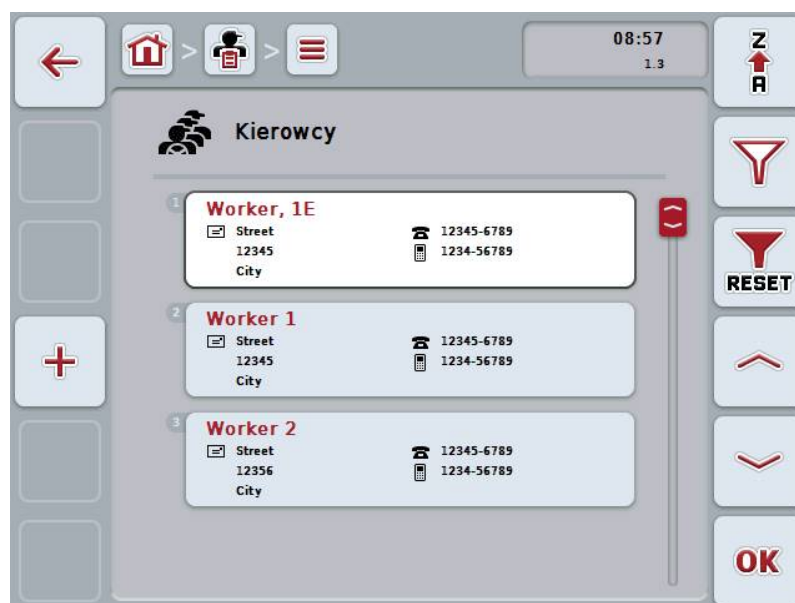 08:57
1.3
Z
A
Kierowcy
1
Worker, 1E
Street
12345-6789
12345
1234-56789
City
RESET
2
Worker 1
Street
12345-6789
12345
1234-56789
City
3
Worker 2
Street
12345-6789
12356
1234-56789
City
OK